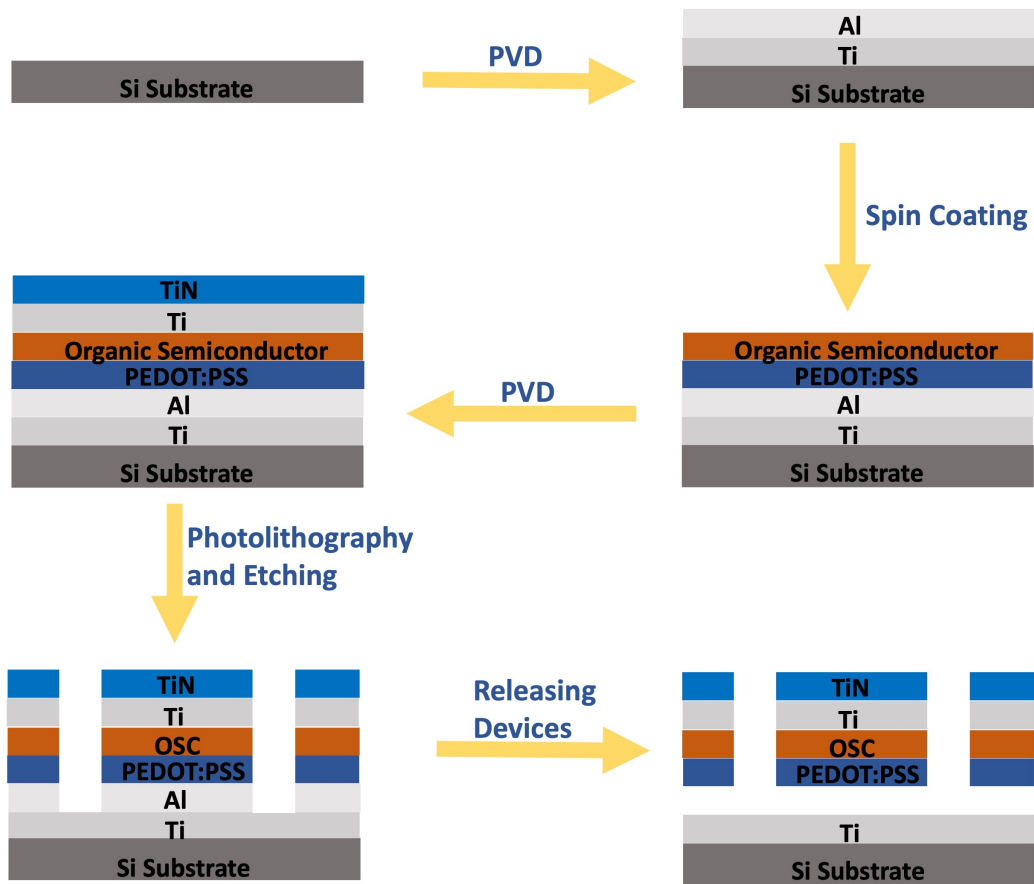 Si Substrate
PVD
Al
Ti
Si Substrate
Spin Coating
Organic Semiconductor
PEDOT:PSS
Al
Ti
Si Substrate
PVD
TiN
Ti
Organic Semiconductor
PEDOT:PSS
Al
Ti
Si Substrate
Photolithography
and Etching
TiN
Ti
OSC
PEDOT:PSS
Al
Ti
Si Substrate
Releasing
Devices
TiN
Ti
OSC
PEDOT:PSS
Ti
Si Substrate